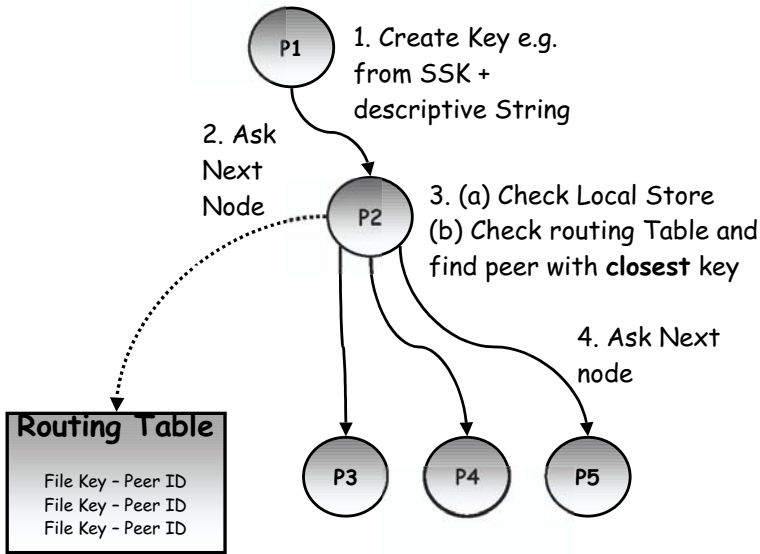 P1
1. Create Key e.g.
from SSK +
descriptive String
2. Ask
Next
Node
P2
3. (a) Check Local Store
(b) Check routing Table and
find peer with closest key
4. Ask Next
node
Routing Table
File Key – Peer ID
File Key – Peer ID
File Key – Peer ID
P3
P4
P5